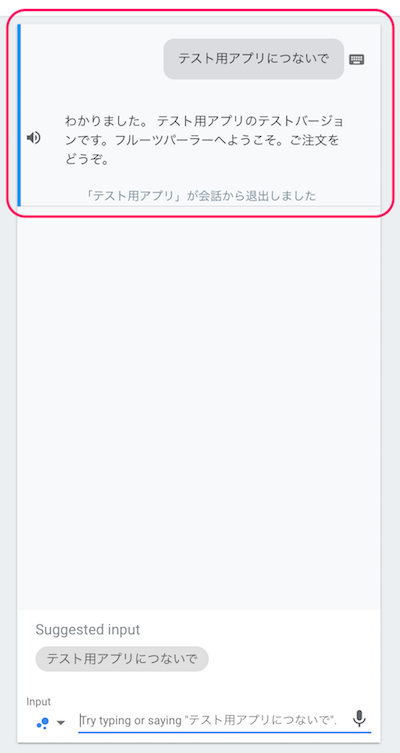 テスト用アプリにつないで
わかりました。 テスト用アプリのテストバージョ
ンです。フルーツパーラーへようこそ。ご注文を
どうぞ。
「テスト用アプリ」が会話から退出しました
Suggested input
テスト用アプリにつないで
Input
Try typing or saying "テスト用アプリにつないで".